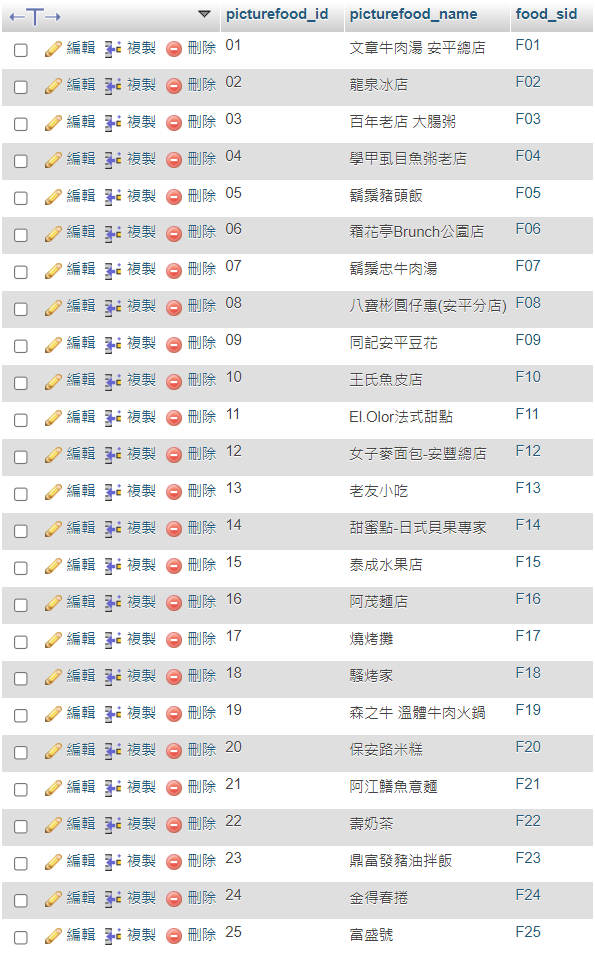 picturefood_id picturefood_name food_sid
編輯 複製 刪除 01 文章牛肉湯 安平總店 F01
編輯 複製 刪除 02 龍泉冰店 F02
編輯 複製 刪除 03 百年老店 大腸粥 F03
編輯 複製 刪除 04 學甲虱目魚粥老店 F04
編輯 複製 刪除 05 鬍鬚豬頭飯 F05
編輯 複製 刪除 06 霜花亭Brunch公園店 F06
編輯 複製 刪除 07 鬍鬚忠牛肉湯 F07
編輯 複製 刪除 08 八寶彬圓仔惠(安平分店) F08
編輯 複製 刪除 09 同記安平豆花 F09
編輯 複製 刪除 10 王氏魚皮店 F10
編輯 複製 刪除 11 El.Olor法式甜點 F11
編輯 複製 刪除 12 女子麥面包-安豐總店 F12
編輯 複製 刪除 13 老友小吃 F13
編輯 複製 刪除 14 甜蜜點-日式貝果專家 F14
編輯 複製 刪除 15 泰成水果店 F15
編輯 複製 刪除 16 阿茂麵店 F16
編輯 複製 刪除 17 燒烤攤 F17
編輯 複製 刪除 18 騷烤家 F18
編輯 複製 刪除 19 森之牛 溫體牛肉火鍋 F19
編輯 複製 刪除 20 保安路米糕 F20
編輯 複製 刪除 21 阿江鱔魚意麵 F21
編輯 複製 刪除 22 壽奶茶 F22
編輯 複製 刪除 23 鼎富發豬油拌飯 F23
編輯 複製 刪除 24 金得春捲 F24
編輯 複製 刪除 25 富盛號 F25